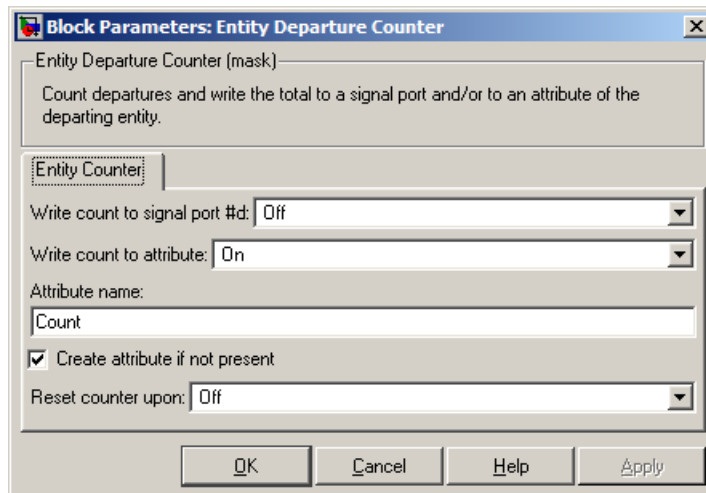 Block Parameters: Entity Departure Counter
Entity Departure Counter (mask)
Count departures and write the total to a signal port and/or to an attribute of the
departing entity.
Entity Counter
Write count to signal port #d: Off
Write count to attribute: On
Attribute name:
Count
Create attribute if not present
Reset counter upon: Off
OK Cancel Help Apply